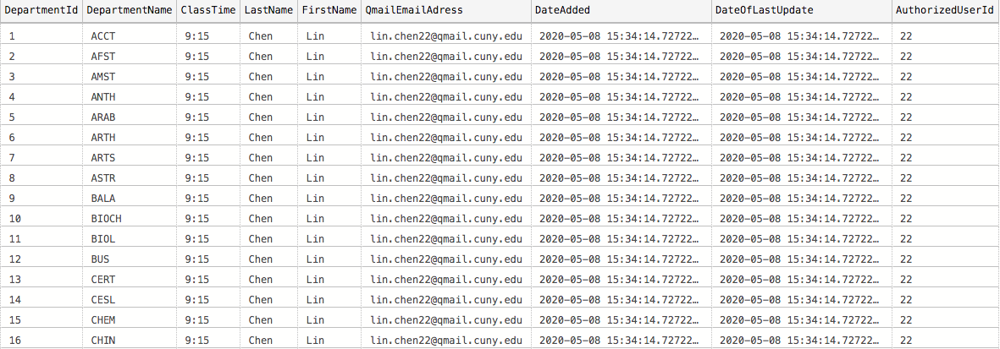 DepartmentId DepartmentName ClassTime LastName FirstName QmailEmailAdress DateAdded DateOfLastUpdate AuthorizedUserId
1 ACCT 9:15 Chen Lin lin.chen22@qmail.cuny.edu 2020-05-08 15:34:14.72722… 2020-05-08 15:34:14.72722… 22
2 AFST 9:15 Chen Lin lin.chen22@qmail.cuny.edu 2020-05-08 15:34:14.72722… 2020-05-08 15:34:14.72722… 22
3 AMST 9:15 Chen Lin lin.chen22@qmail.cuny.edu 2020-05-08 15:34:14.72722… 2020-05-08 15:34:14.72722… 22
4 ANTH 9:15 Chen Lin lin.chen22@qmail.cuny.edu 2020-05-08 15:34:14.72722… 2020-05-08 15:34:14.72722… 22
5 ARAB 9:15 Chen Lin lin.chen22@qmail.cuny.edu 2020-05-08 15:34:14.72722… 2020-05-08 15:34:14.72722… 22
6 ARTH 9:15 Chen Lin lin.chen22@qmail.cuny.edu 2020-05-08 15:34:14.72722… 2020-05-08 15:34:14.72722… 22
7 ARTS 9:15 Chen Lin lin.chen22@qmail.cuny.edu 2020-05-08 15:34:14.72722… 2020-05-08 15:34:14.72722… 22
8 ASTR 9:15 Chen Lin lin.chen22@qmail.cuny.edu 2020-05-08 15:34:14.72722… 2020-05-08 15:34:14.72722… 22
9 BALA 9:15 Chen Lin lin.chen22@qmail.cuny.edu 2020-05-08 15:34:14.72722… 2020-05-08 15:34:14.72722… 22
10 BIOCH 9:15 Chen Lin lin.chen22@qmail.cuny.edu 2020-05-08 15:34:14.72722… 2020-05-08 15:34:14.72722… 22
11 BIOL 9:15 Chen Lin lin.chen22@qmail.cuny.edu 2020-05-08 15:34:14.72722… 2020-05-08 15:34:14.72722… 22
12 BUS 9:15 Chen Lin lin.chen22@qmail.cuny.edu 2020-05-08 15:34:14.72722… 2020-05-08 15:34:14.72722… 22
13 CERT 9:15 Chen Lin lin.chen22@qmail.cuny.edu 2020-05-08 15:34:14.72722… 2020-05-08 15:34:14.72722… 22
14 CESL 9:15 Chen Lin lin.chen22@qmail.cuny.edu 2020-05-08 15:34:14.72722… 2020-05-08 15:34:14.72722… 22
15 CHEM 9:15 Chen Lin lin.chen22@qmail.cuny.edu 2020-05-08 15:34:14.72722… 2020-05-08 15:34:14.72722… 22
16 CHIN 9:15 Chen Lin lin.chen22@qmail.cuny.edu 2020-05-08 15:34:14.72722… 2020-05-08 15:34:14.72722… 22